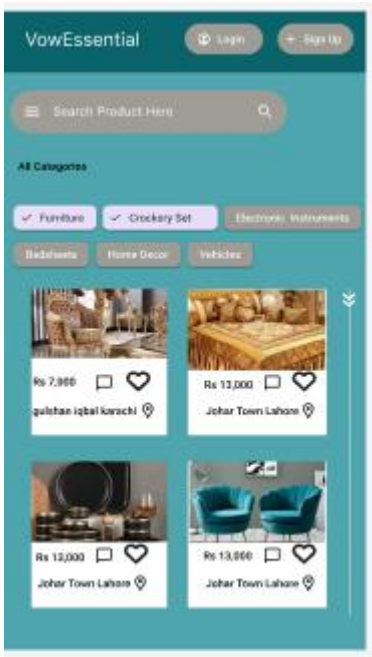 VowEssential
Login
+ Sign Up
Search Product Here
All Categories
Furniture
Crockery Set
Electronic Instruments
Bedsheets
Home Decor
Vehicles
Rs 7,000
Rs 13,000
gulshan iqbal karachi
Johar Town Lahore
Rs 13,000
Rs 13,000
Johar Town Lahore
Johar Town Lahore